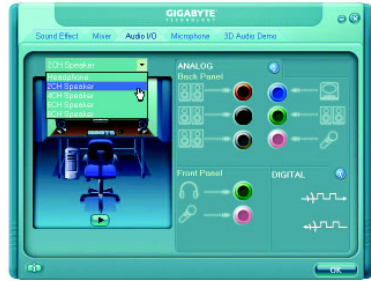 GIGABYTE
TECHNOLOGY
Sound Effect
Mixer
Audio I/O
Microphone
3D Audio Demo
2CH Speaker
Headphone
2CH Speaker
4CH Speaker
6CH Speaker
8CH Speaker
ANALOG
Back Panel
Front Panel
DIGITAL
OK